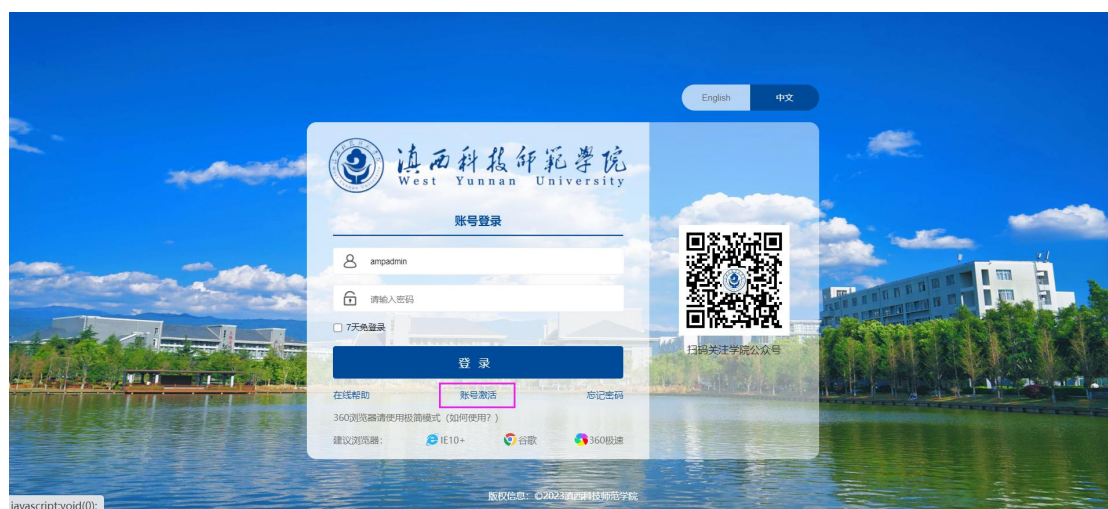 English 中文
滇西科技师范学院
West Yunnan University
账号登录
ampadmin
请输入密码
7天免登录
登 录
在线帮助 账号激活 忘记密码
360浏览器请使用极简模式（如何使用？）
建议浏览器： IE10+ 谷歌 360极速
扫码关注学院公众号
版权信息：©2023滇西科技师范学院
javascript:void(0);